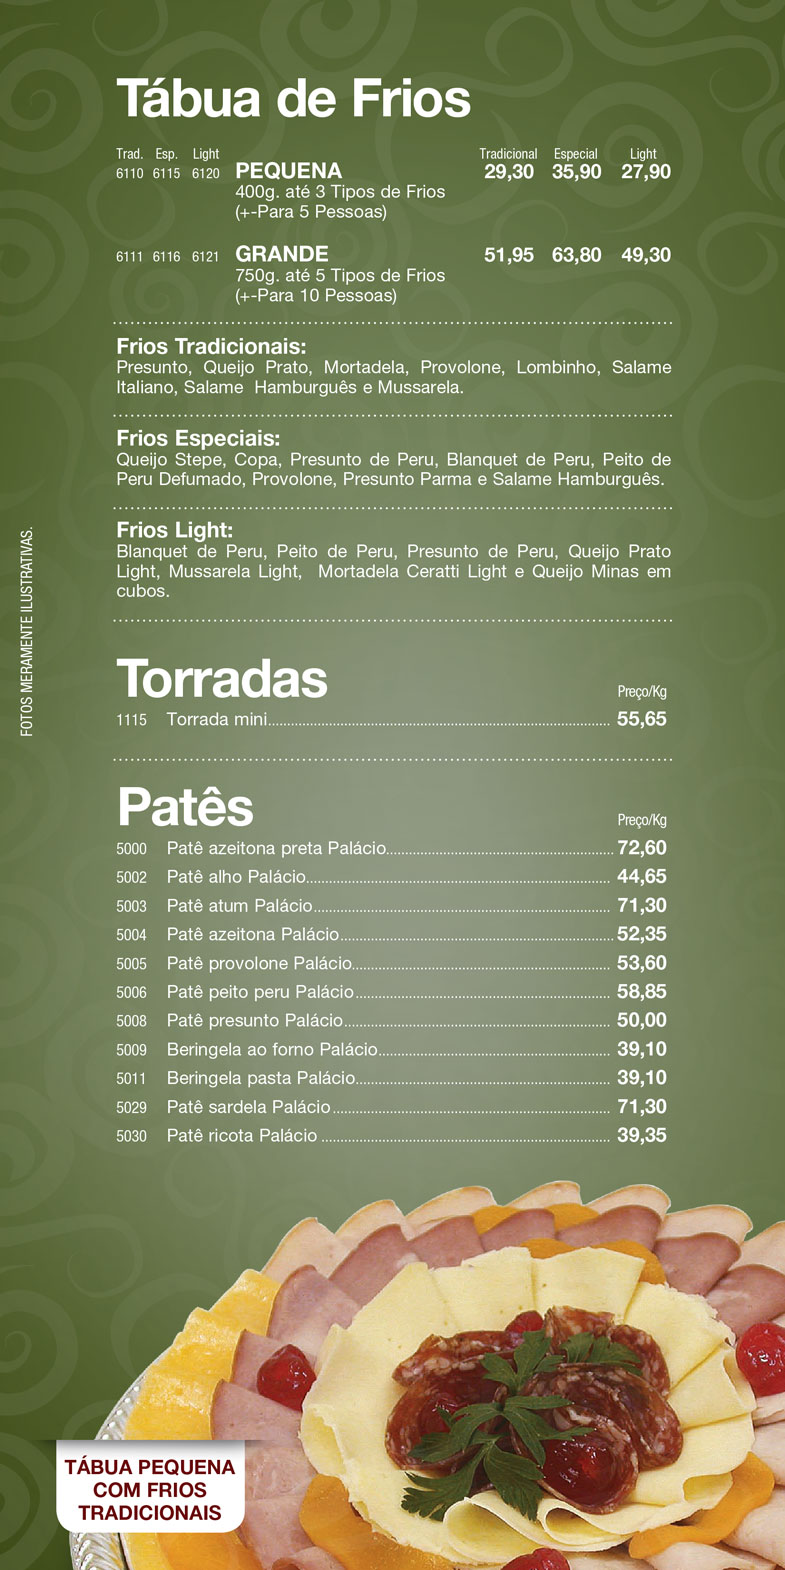 Tábua de Frios
Trad. Esp. Light Tradicional Especial Light
6110 6115 6120 PEQUENA 29,30 35,90 27,90
400g. até 3 Tipos de Frios
(+-Para 5 Pessoas)
6111 6116 6121 GRANDE 51,95 63,80 49,30
750g. até 5 Tipos de Frios
(+-Para 10 Pessoas)
Frios Tradicionais:
Presunto, Queijo Prato, Mortadela, Provolone, Lombinho, Salame
Italiano, Salame Hamburguês e Mussarela.
Frios Especiais:
Queijo Stepe, Copa, Presunto de Peru, Blanquet de Peru, Peito de
Peru Defumado, Provolone, Presunto Parma e Salame Hamburguês.
Frios Light:
Blanquet de Peru, Peito de Peru, Presunto de Peru, Queijo Prato
Light, Mussarela Light, Mortadela Ceratti Light e Queijo Minas em
cubos.
FOTOS MERAMENTE ILUSTRATIVAS.
Torradas
Preço/Kg
1115 Torrada mini 55,65
Patês
Preço/Kg
5000 Patê azeitona preta Palácio 72,60
5002 Patê alho Palácio 44,65
5003 Patê atum Palácio 71,30
5004 Patê azeitona Palácio 52,35
5005 Patê provolone Palácio 53,60
5006 Patê peito peru Palácio 58,85
5008 Patê presunto Palácio 50,00
5009 Beringela ao forno Palácio 39,10
5011 Beringela pasta Palácio 39,10
5029 Patê sardela Palácio 71,30
5030 Patê ricota Palácio 39,35
TÁBUA PEQUENA
COM FRIOS
TRADICIONAIS